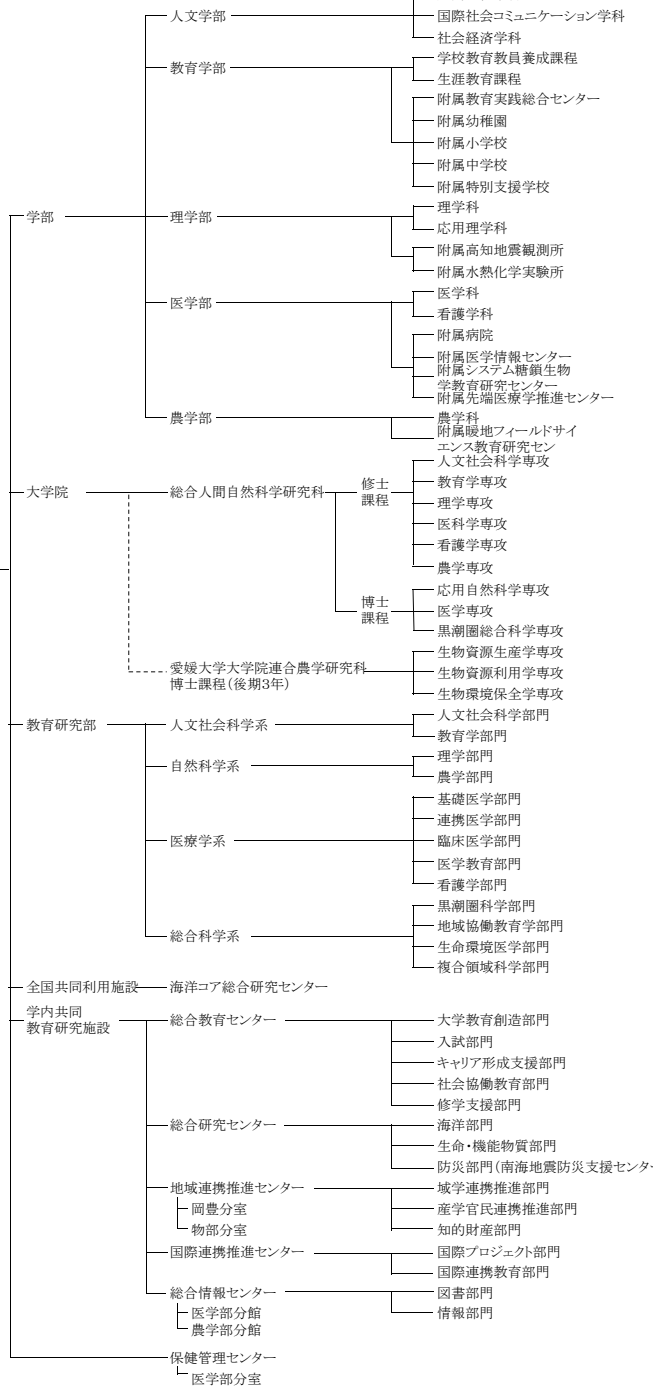 人文学部
国際社会コミュニケーション学科
社会経済学科
教育学部
学校教育教員養成課程
生涯教育課程
附属教育実践総合センター
附属幼稚園
附属小学校
附属中学校
附属特別支援学校
学部
理学部
理学科
応用理学科
附属高知地震観測所
附属水熱化学実験所
医学部
医学科
看護学科
附属病院
附属医学情報センター
附属システム糖鎖生物
学教育研究センター
附属先端医療学推進センター
農学部
農学科
附属暖地フィールドサイ
エンス教育研究セン
大学院
総合人間自然科学研究科
修士
課程
人文社会科学専攻
教育学専攻
理学専攻
医科学専攻
看護学専攻
農学専攻
博士
課程
応用自然科学専攻
医学専攻
黒潮圏総合科学専攻
愛媛大学大学院連合農学研究科
博士課程(後期3年)
生物資源生産学専攻
生物資源利用学専攻
生物環境保全学専攻
教育研究部
人文社会科学系
人文社会科学部門
教育学部門
自然科学系
理学部門
農学部門
医療学系
基礎医学部門
連携医学部門
臨床医学部門
医学教育部門
看護学部門
総合科学系
黒潮圏科学部門
地域協働教育学部門
生命環境医学部門
複合領域科学部門
全国共同利用施設
海洋コア総合研究センター
学内共同
教育研究施設
総合教育センター
大学教育創造部門
入試部門
キャリア形成支援部門
社会協働教育部門
修学支援部門
総合研究センター
海洋部門
生命・機能物質部門
防災部門(南海地震防災支援センタ
地域連携推進センター
岡豊分室
物部分室
域学連携推進部門
産学官民連携推進部門
知的財産部門
国際連携推進センター
国際プロジェクト部門
国際連携教育部門
総合情報センター
医学部分館
農学部分館
図書部門
情報部門
保健管理センター
医学部分室